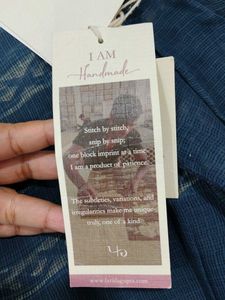 I AM
Handmade
Stitch by stitch,
snip by snip;
one block imprint at a time
I am a product of patience.
The subtleties, variations, and
irregularities make me unique
truly, one of a kind